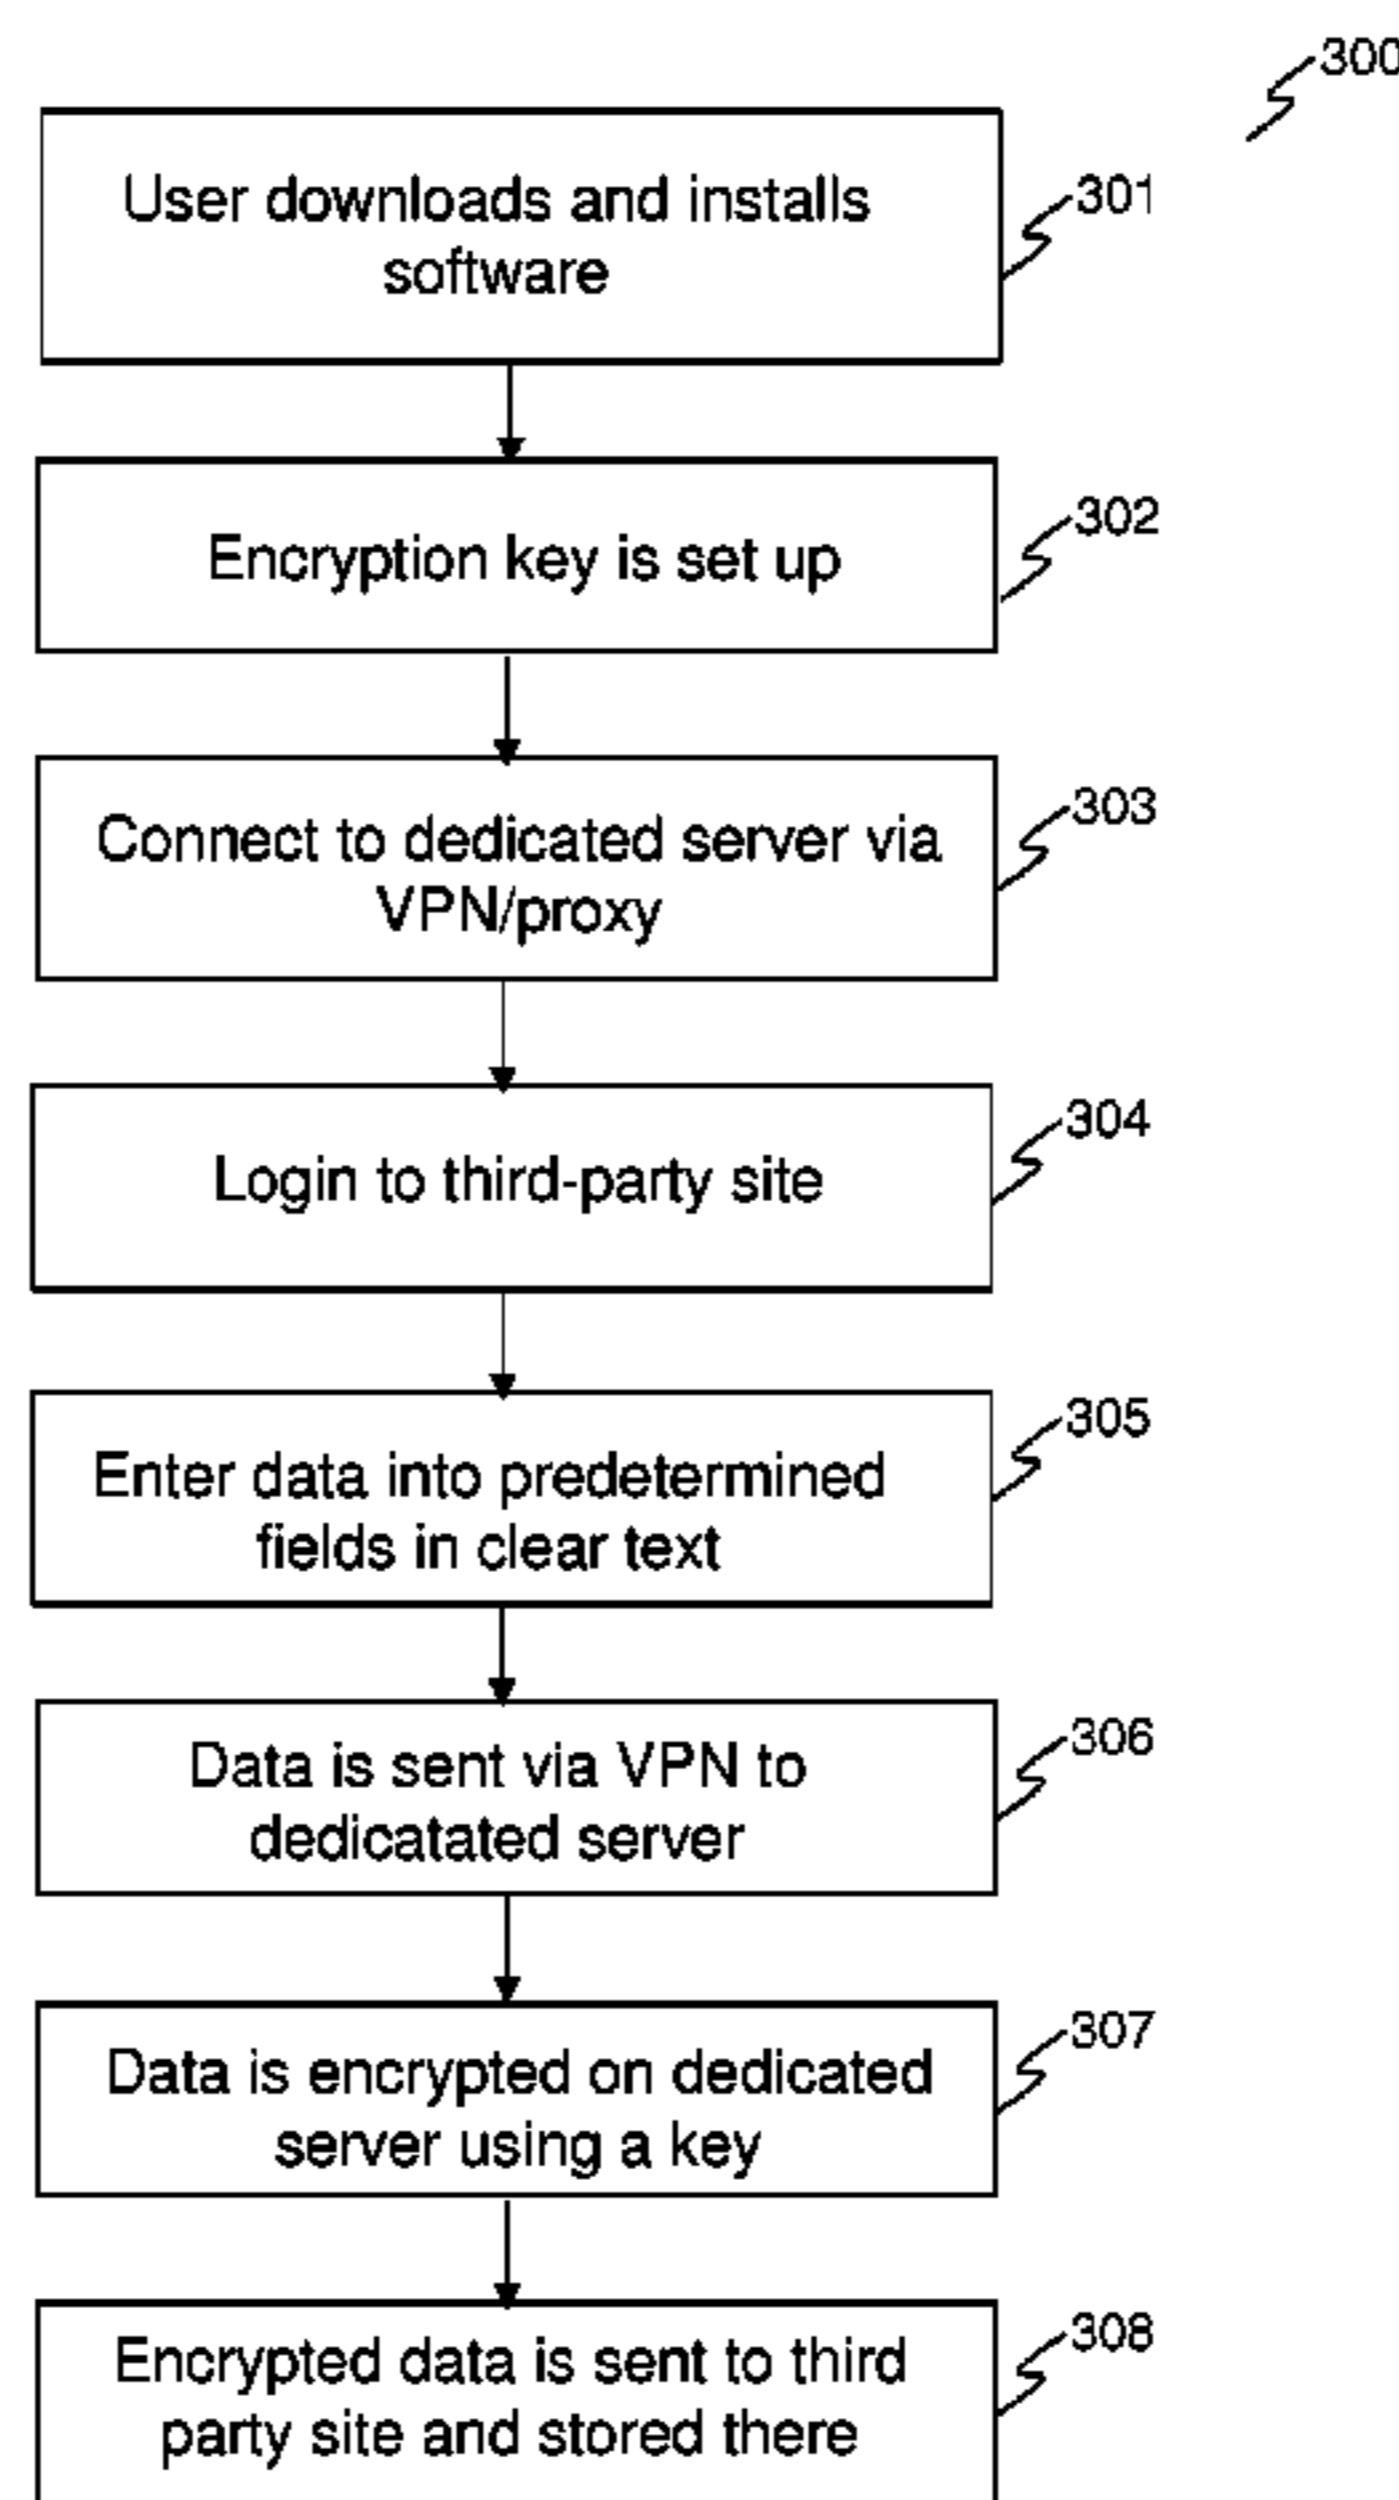 300
User downloads and installs
software
301
Encryption key is set up
302
Connect to dedicated server via
VPN/proxy
303
Login to third-party site
304
Enter data into predetermined
fields in clear text
305
Data is sent via VPN to
dedicatated server
306
Data is encrypted on dedicated
server using a key
307
Encrypted data is sent to third
party site and stored there
308